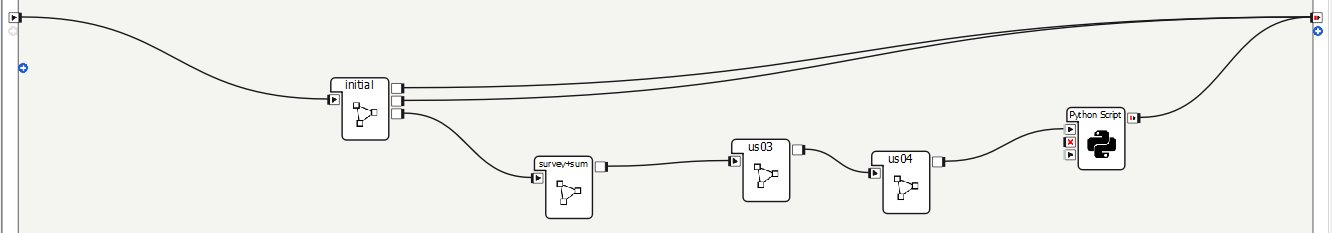 initial
survey+sum
us03
us04
Python Script